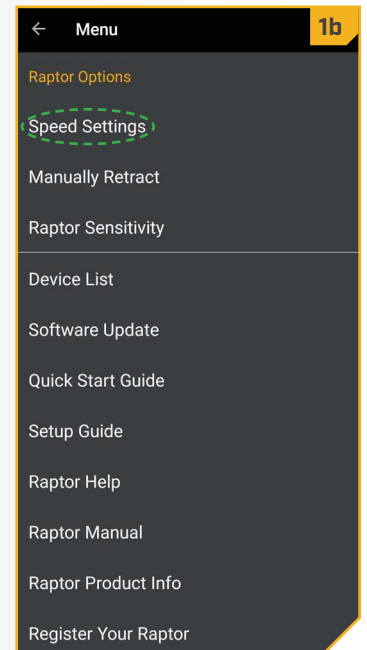 Menu
1b
Raptor Options
Speed Settings
Manually Retract
Raptor Sensitivity
Device List
Software Update
Quick Start Guide
Setup Guide
Raptor Help
Raptor Manual
Raptor Product Info
Register Your Raptor